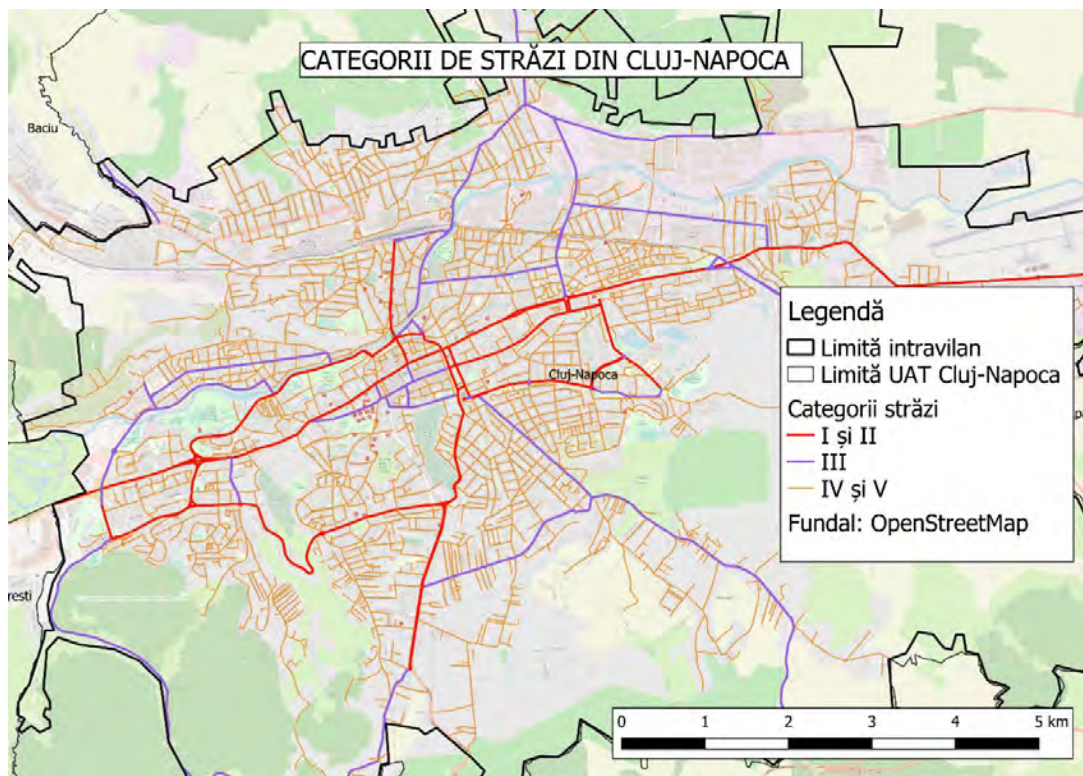 CATEGORII DE STRĂZI DIN CLUJ-NAPOCA
Baciu
Cluj-Napoca
rești
Legendă
Limită intravilan
Limită UAT Cluj-Napoca
Categorii străzi
I și II
III
IV și V
Fundal: OpenStreetMap
0 1 2 3 4 5 km